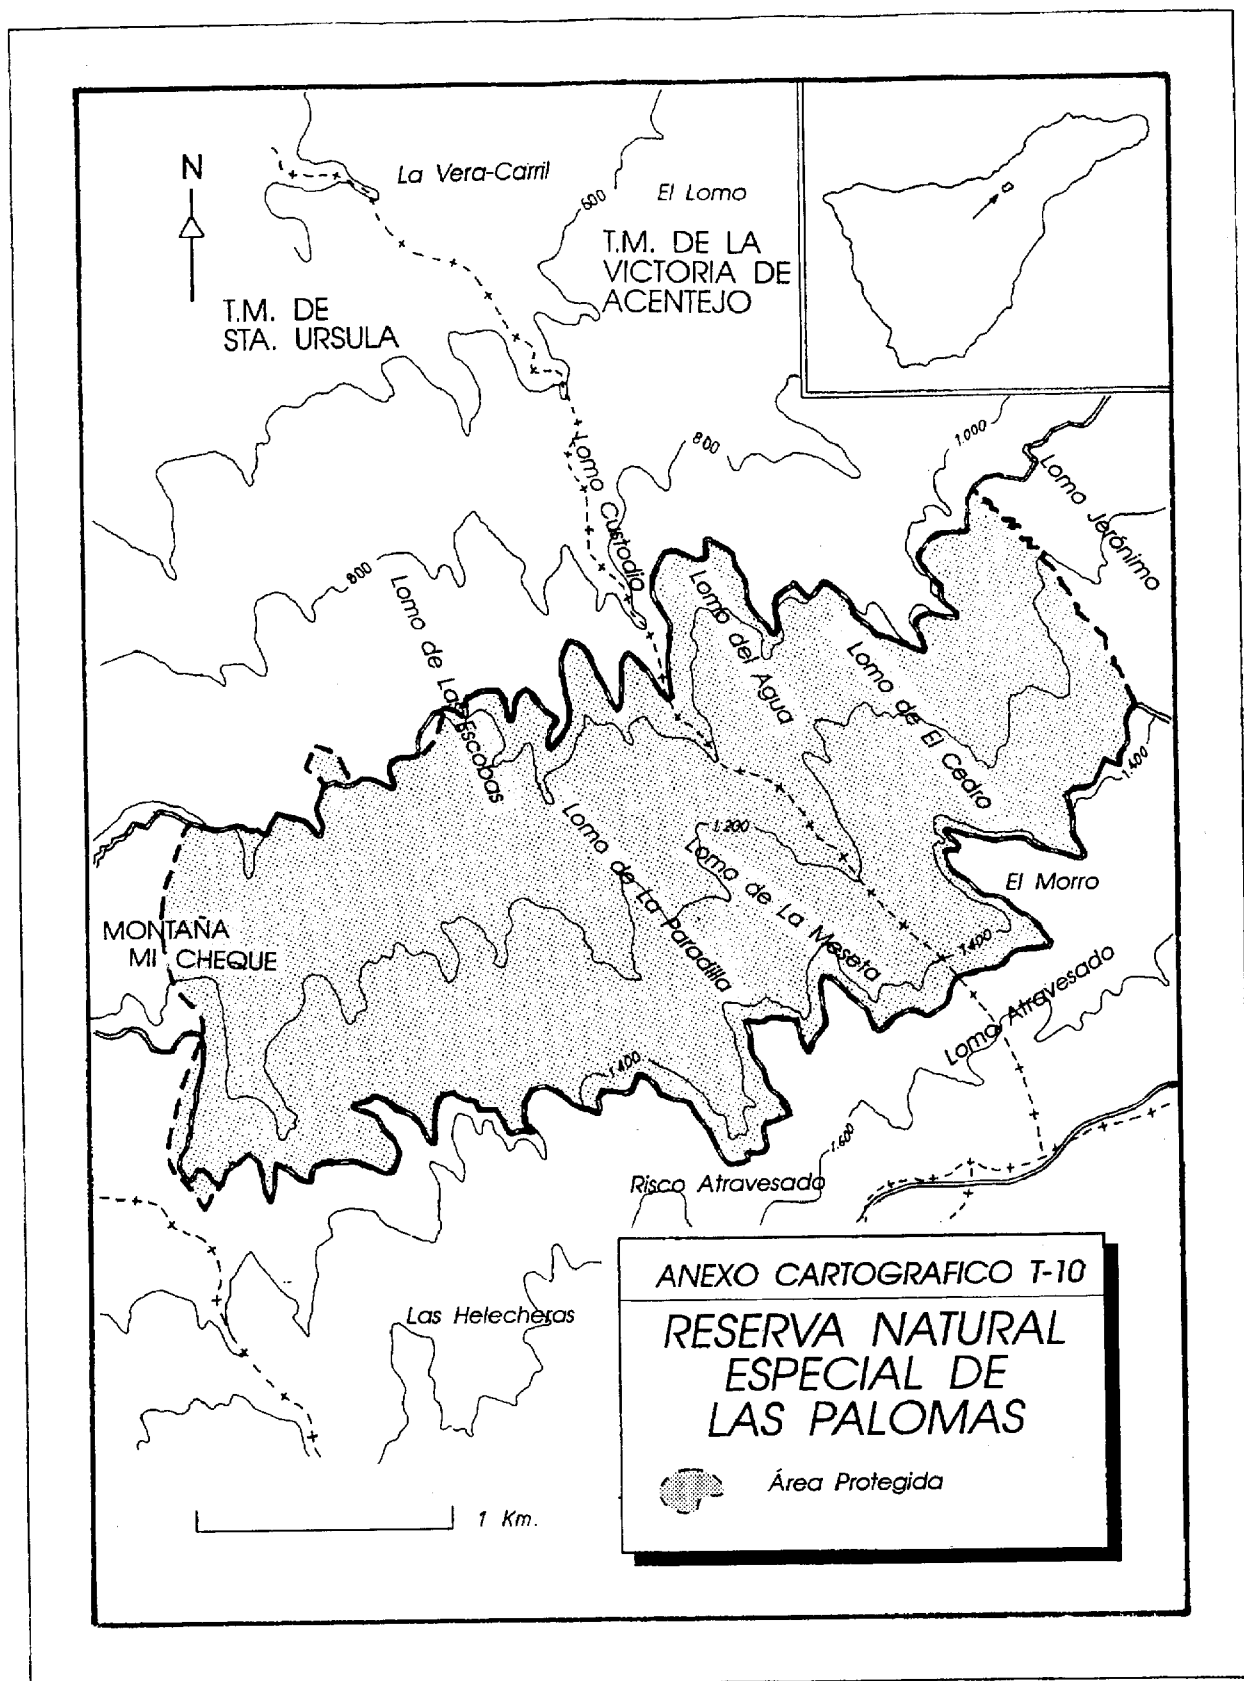 N
La Vera-Carril
El Lomo
600
T.M. DE LA
VICTORIA DE
ACENTEJO
T.M. DE
STA. URSULA
Lomo Custodio
800
1.000
Lomo Jerónimo
800
Lomo de Las Escobas
Lomo del Agua
Lomo de El Cedro
1.400
Loma de La Paradilla
1.200
Loma de La Meseta
El Morro
MONTAÑA
MI CHEQUE
1.400
Lomo Atravesado
1.400
1.600
Risco Atravesado
Las Helecheras
ANEXO CARTOGRAFICO T-10
RESERVA NATURAL
ESPECIAL DE
LAS PALOMAS
Área Protegida
1 Km.